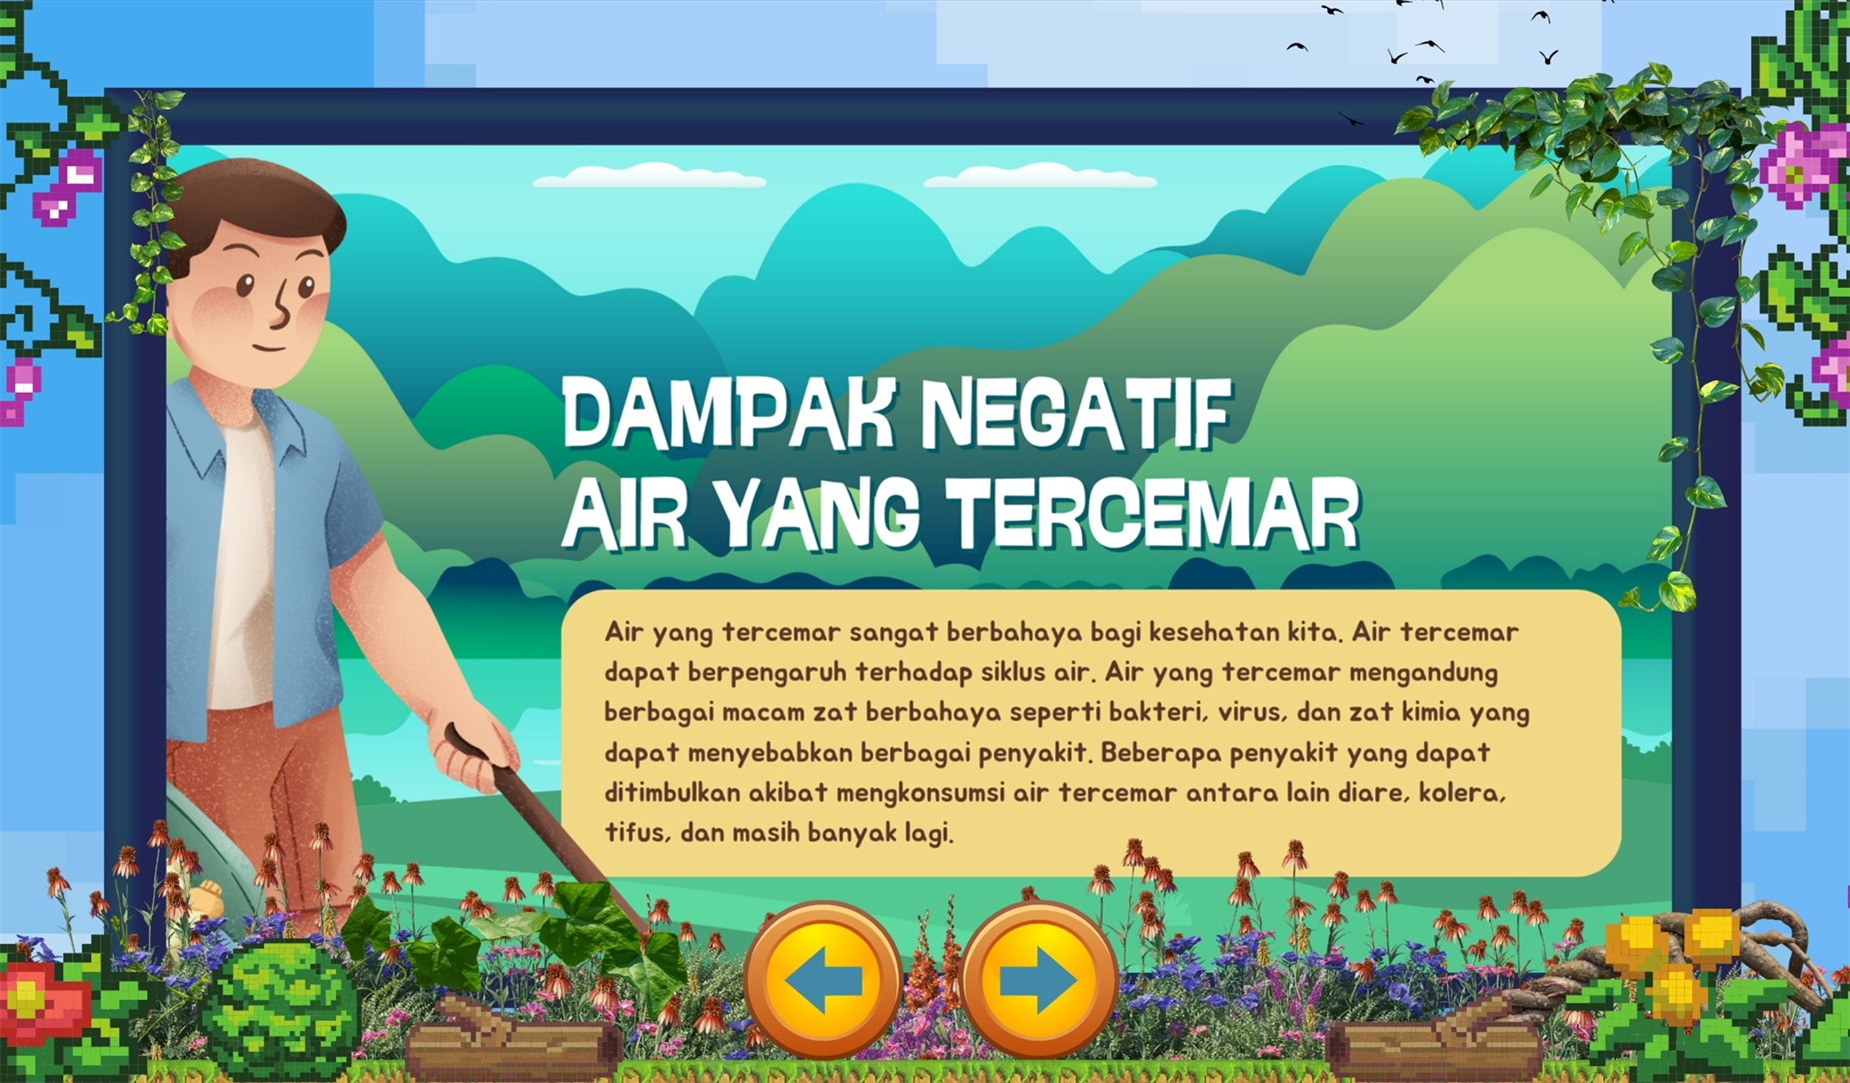 DAMPAK NEGATIF
AIR YANG TERCEMAR
Air yang tercemar sangat berbahaya bagi kesehatan kita. Air tercemar
dapat berpengaruh terhadap siklus air. Air yang tercemar mengandung
berbagai macam zat berbahaya seperti bakteri, virus, dan zat kimia yang
dapat menyebabkan berbagai penyakit. Beberapa penyakit yang dapat
ditimbulkan akibat mengkonsumsi air tercemar antara lain diare, kolera,
tifus, dan masih banyak lagi.